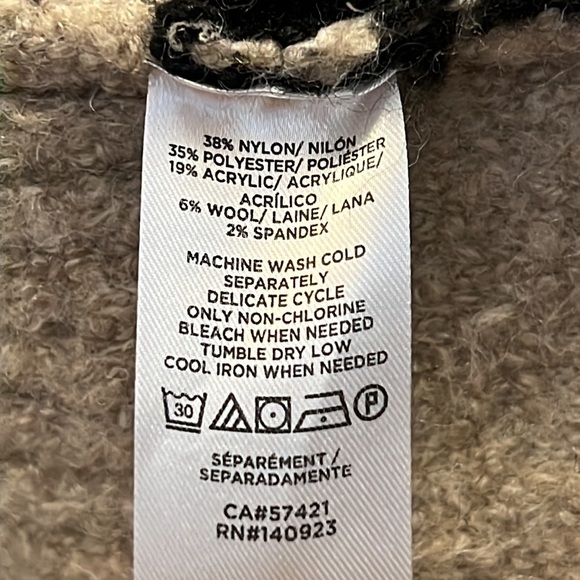 38% NYLON/ NILÓN
35% POLYESTER/ POLIÉSTER
19% ACRYLIC/ ACRYLIQUE/
ACRÍLICO
6% WOOL/ LAINE/ LANA
2% SPANDEX
MACHINE WASH COLD
SEPARATELY
DELICATE CYCLE
ONLY NON-CHLORINE
BLEACH WHEN NEEDED
TUMBLE DRY LOW
COOL IRON WHEN NEEDED
30 P
SÉPARÉMENT /
SEPARADAMENTE
CA#57421
RN#140923